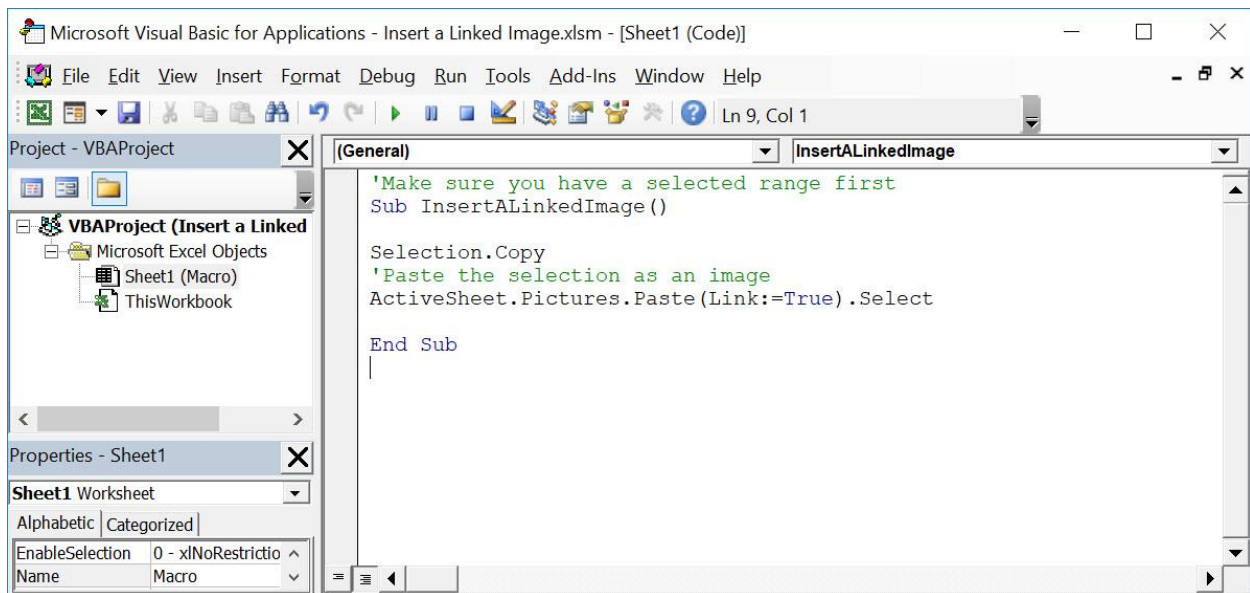 Microsoft Visual Basic for Applications - Insert a Linked Image.xlsm - [Sheet1 (Code)]
File Edit View Insert Format Debug Run Tools Add-Ins Window Help
Ln 9, Col 1
Project - VBAProject
(General)
InsertALinkedImage
VBAProject (Insert a Linked
Microsoft Excel Objects
Sheet1 (Macro)
ThisWorkbook
'Make sure you have a selected range first
Sub InsertALinkedImage()
Selection.Copy
'Paste the selection as an image
ActiveSheet.Pictures.Paste(Link:=True).Select
End Sub
Properties - Sheet1
Sheet1 Worksheet
Alphabetic Categorized
EnableSelection 0 - xlNoRestrictio
Name Macro